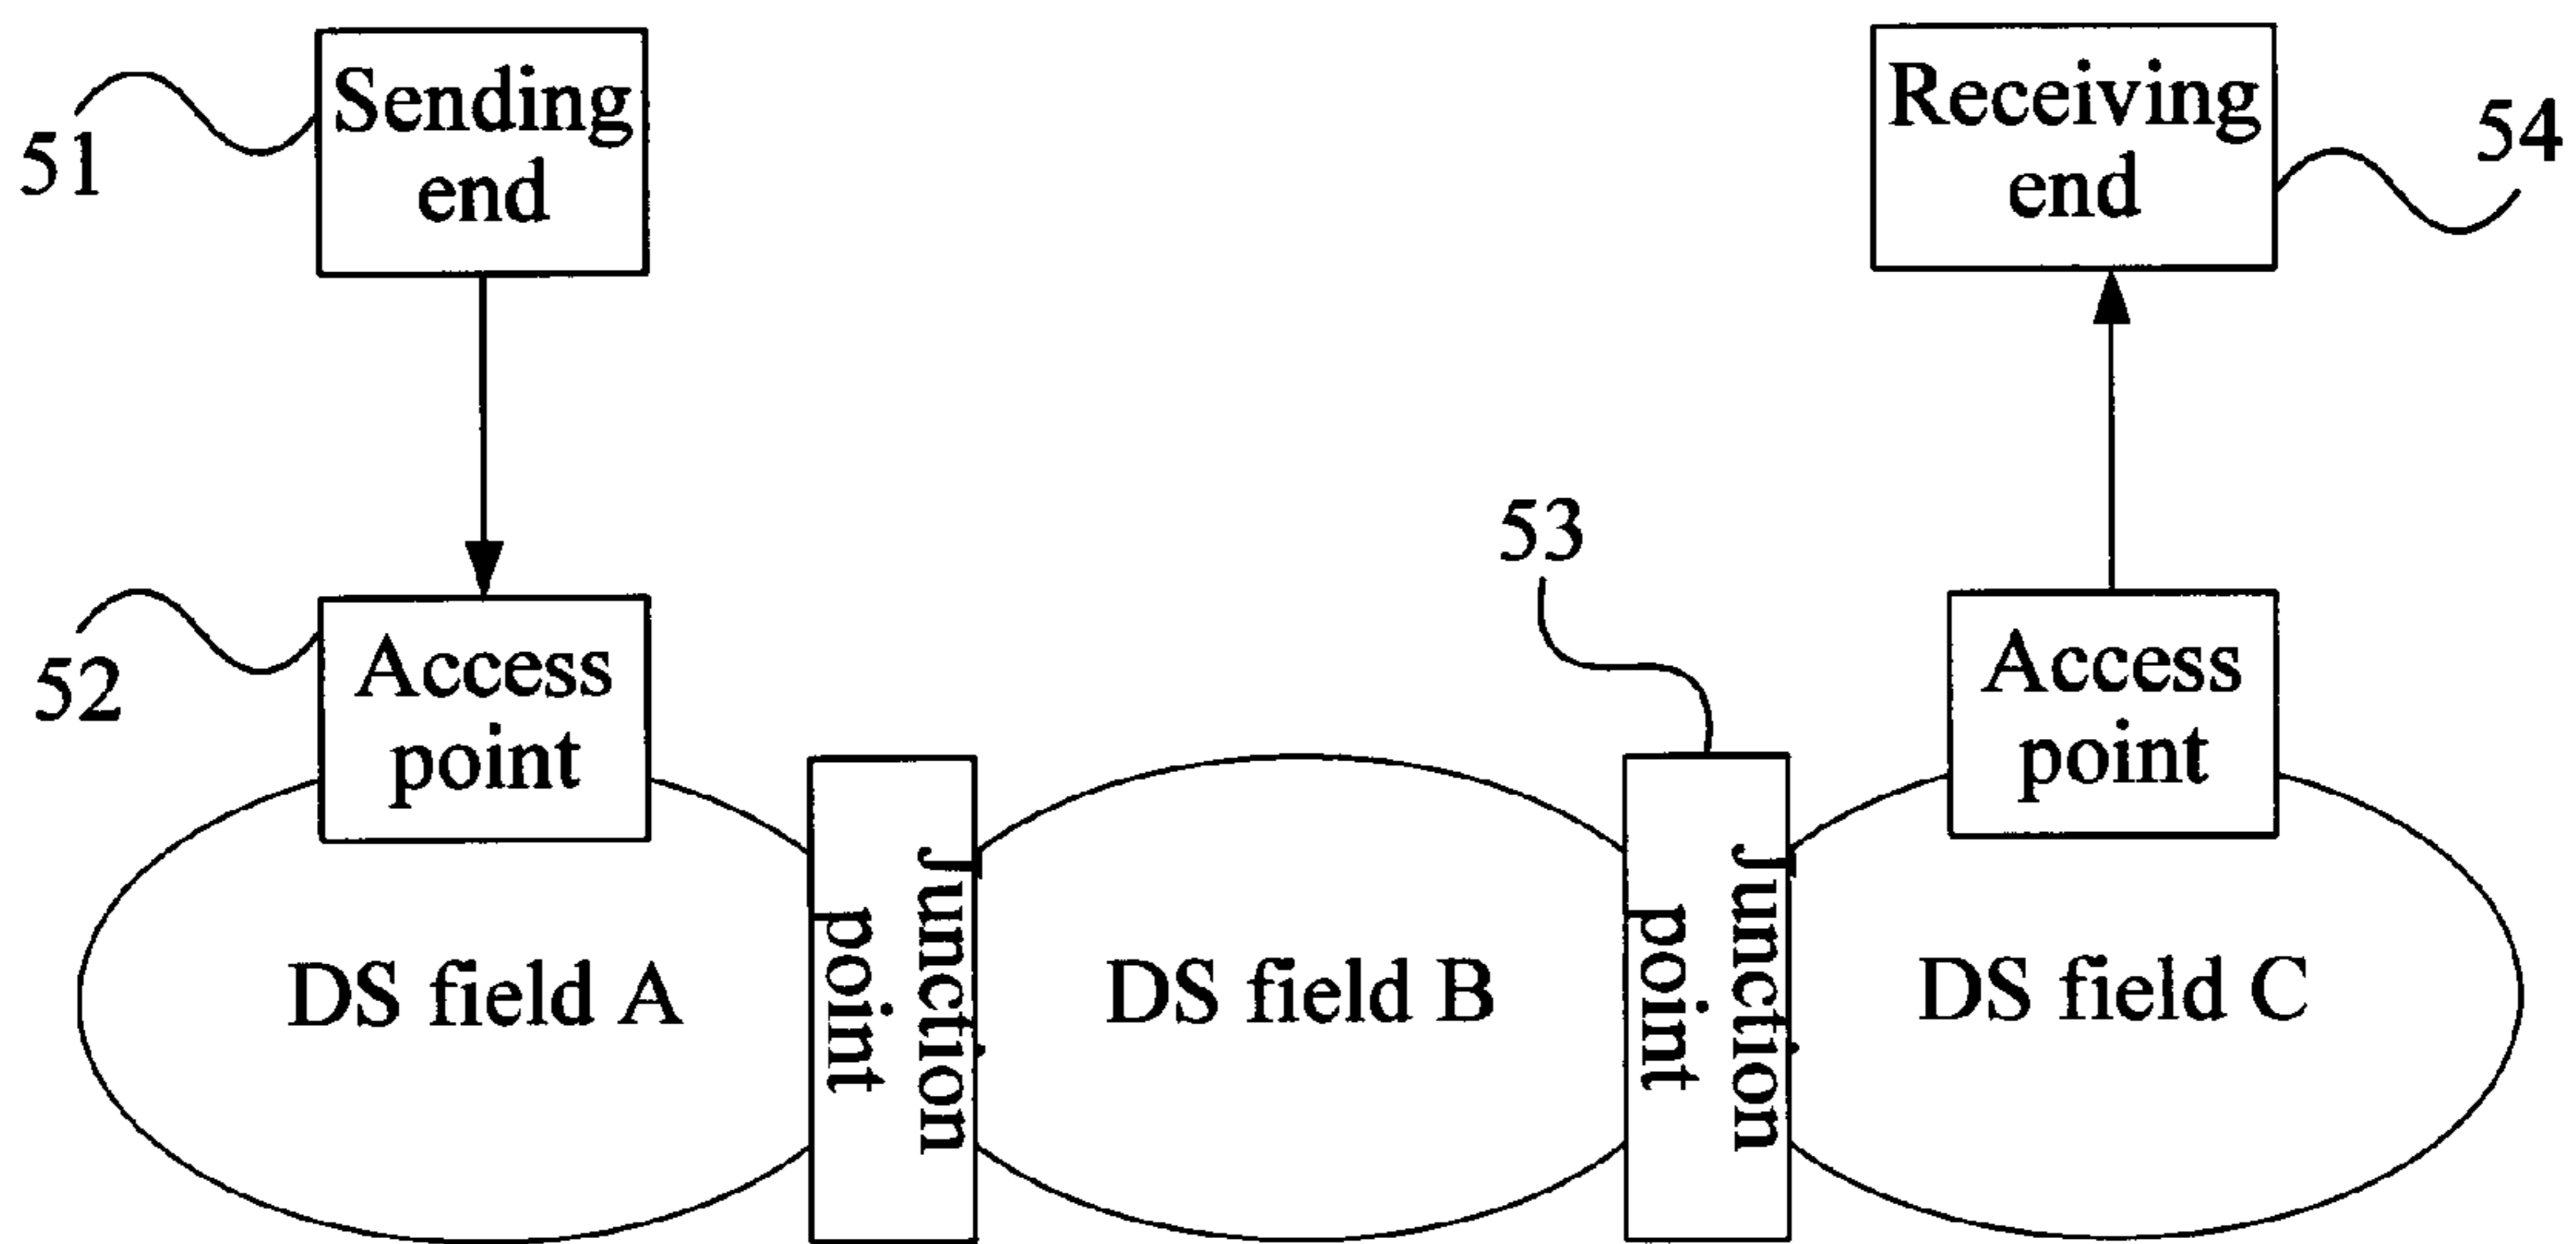 51
Sending
end
Receiving
end
54
52
Access
point
53
Access
point
DS field A
Junction
point
DS field B
Junction
point
DS field C